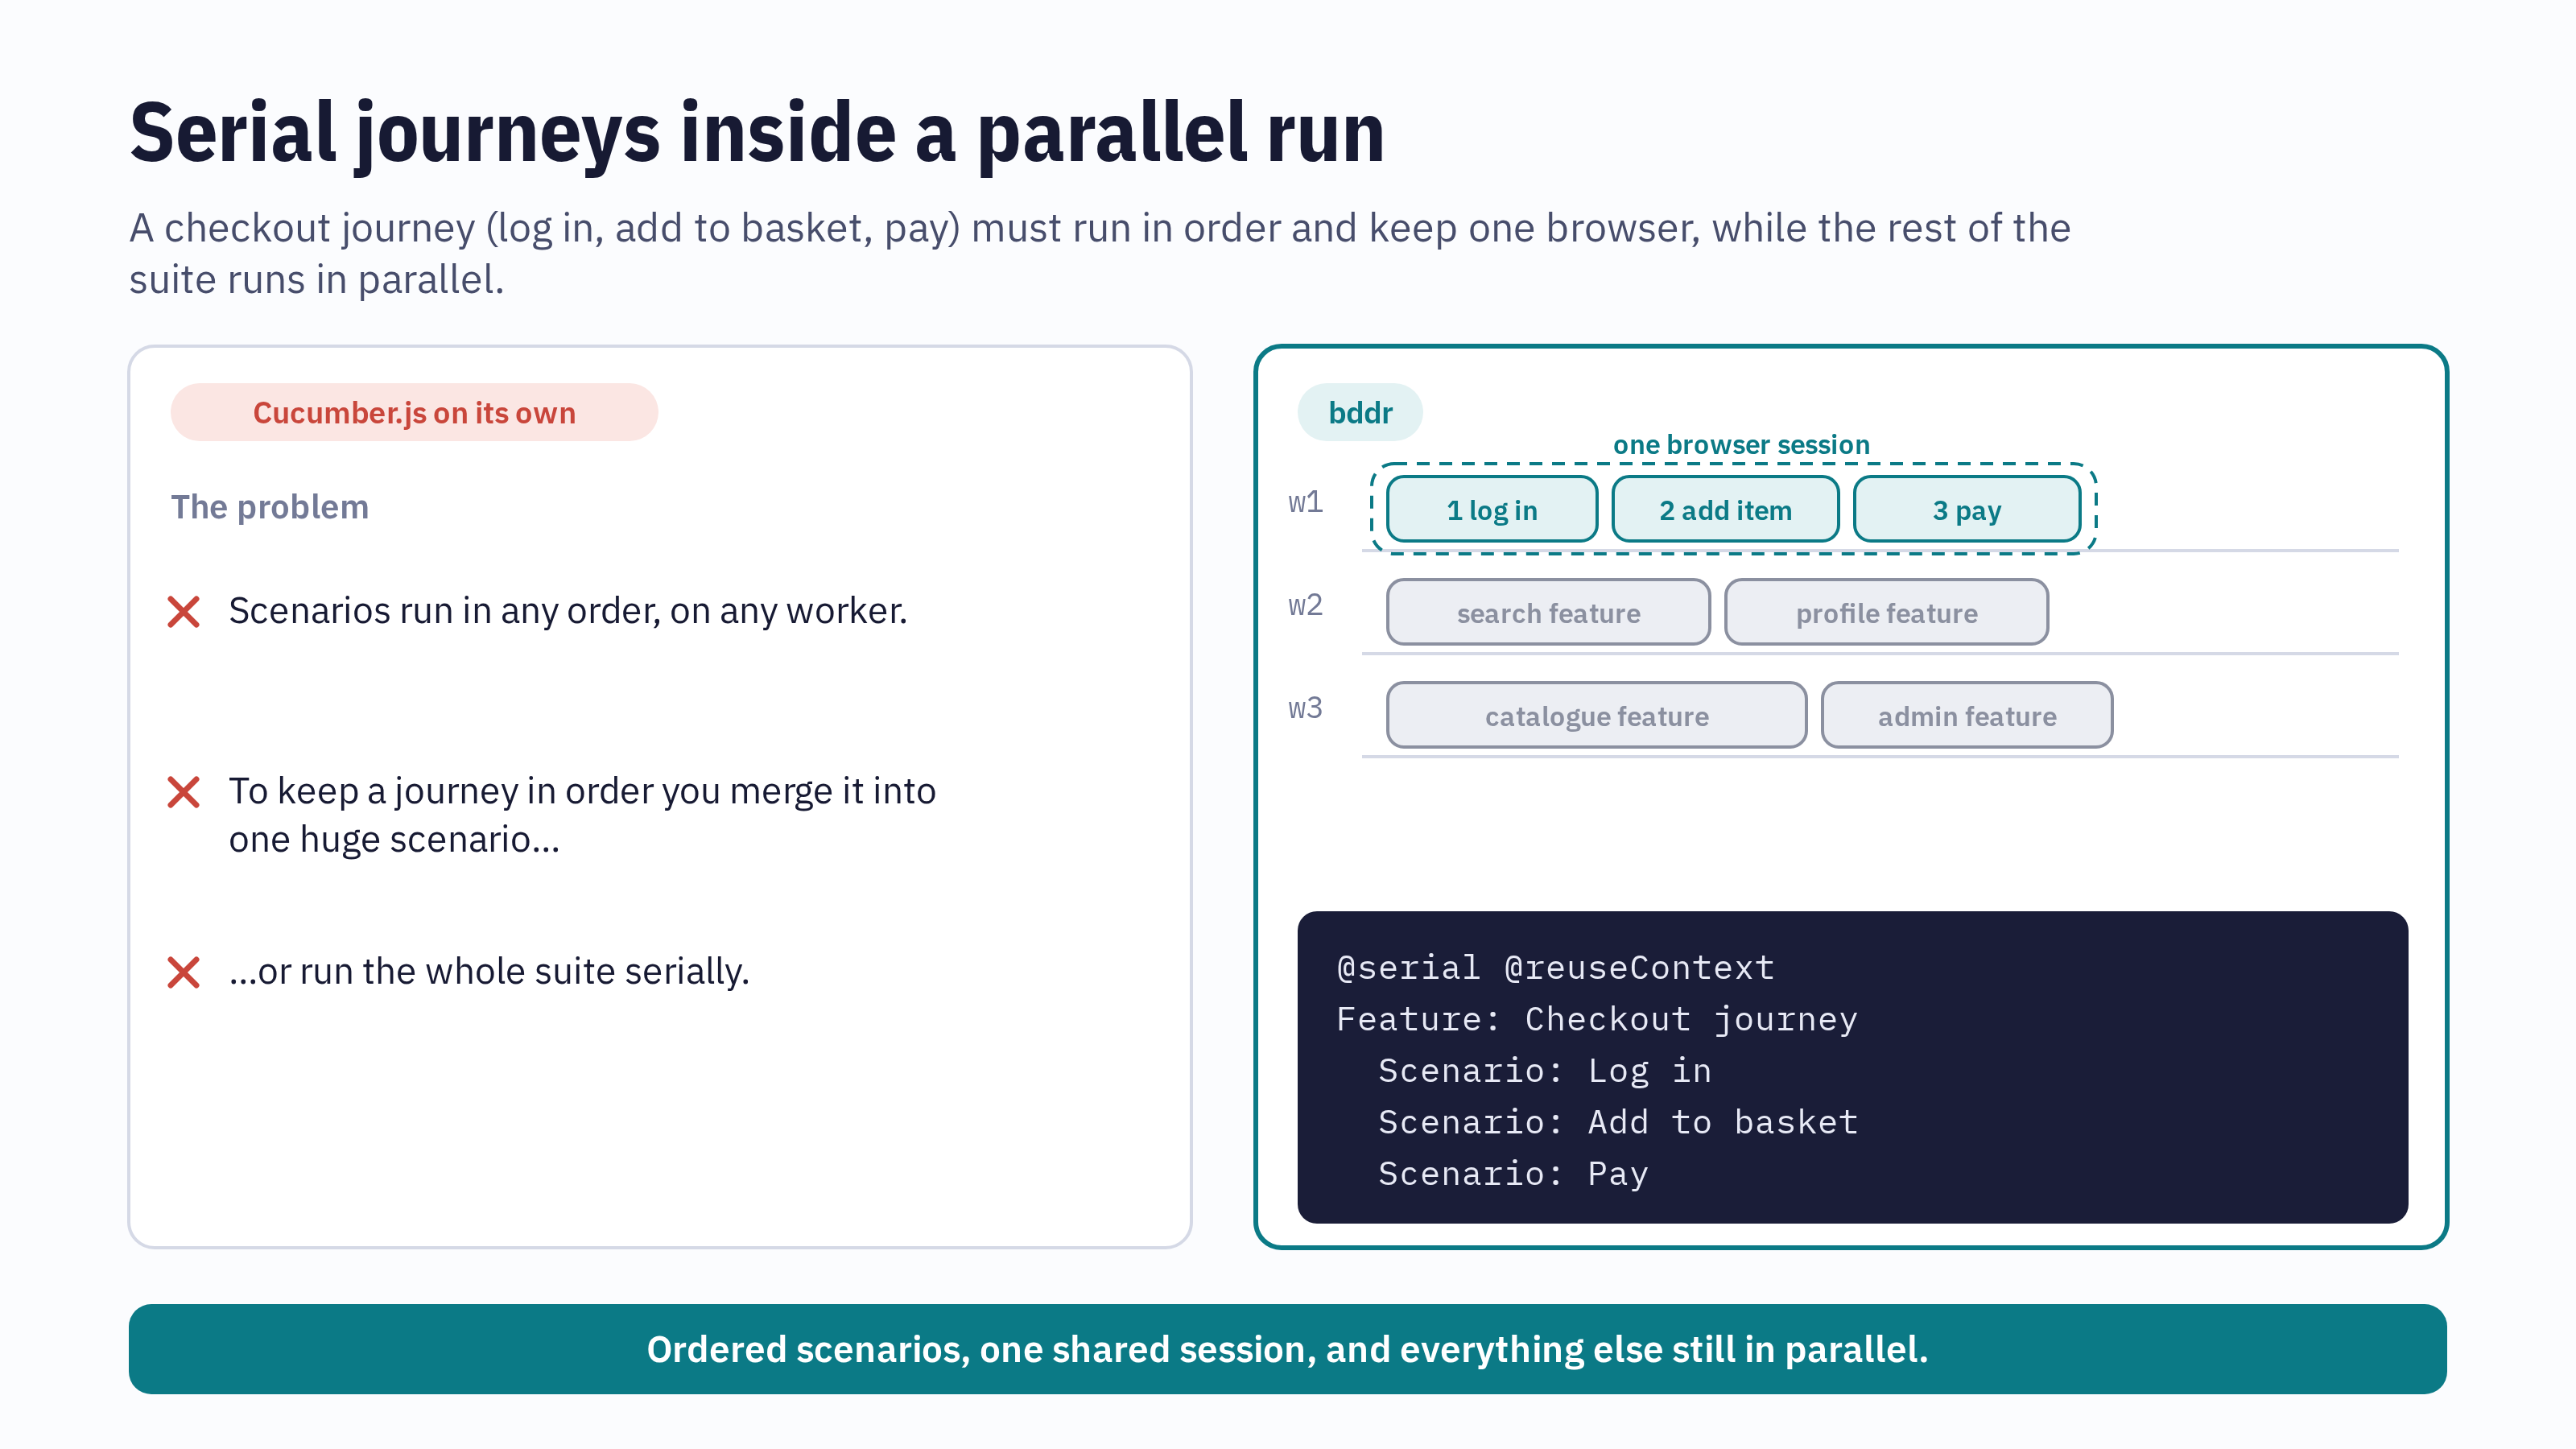 Serial journeys inside a parallel run
A checkout journey (log in, add to basket, pay) must run in order and keep one browser, while the rest of the
suite runs in parallel.
Cucumber.js on its own
The problem
Scenarios run in any order, on any worker.
To keep a journey in order you merge it into
one huge scenario...
...or run the whole suite serially.
bddr
one browser session
w1 1 log in 2 add item 3 pay
w2 search feature profile feature
w3 catalogue feature admin feature
@serial @reuseContext
Feature: Checkout journey
  Scenario: Log in
  Scenario: Add to basket
  Scenario: Pay
Ordered scenarios, one shared session, and everything else still in parallel.